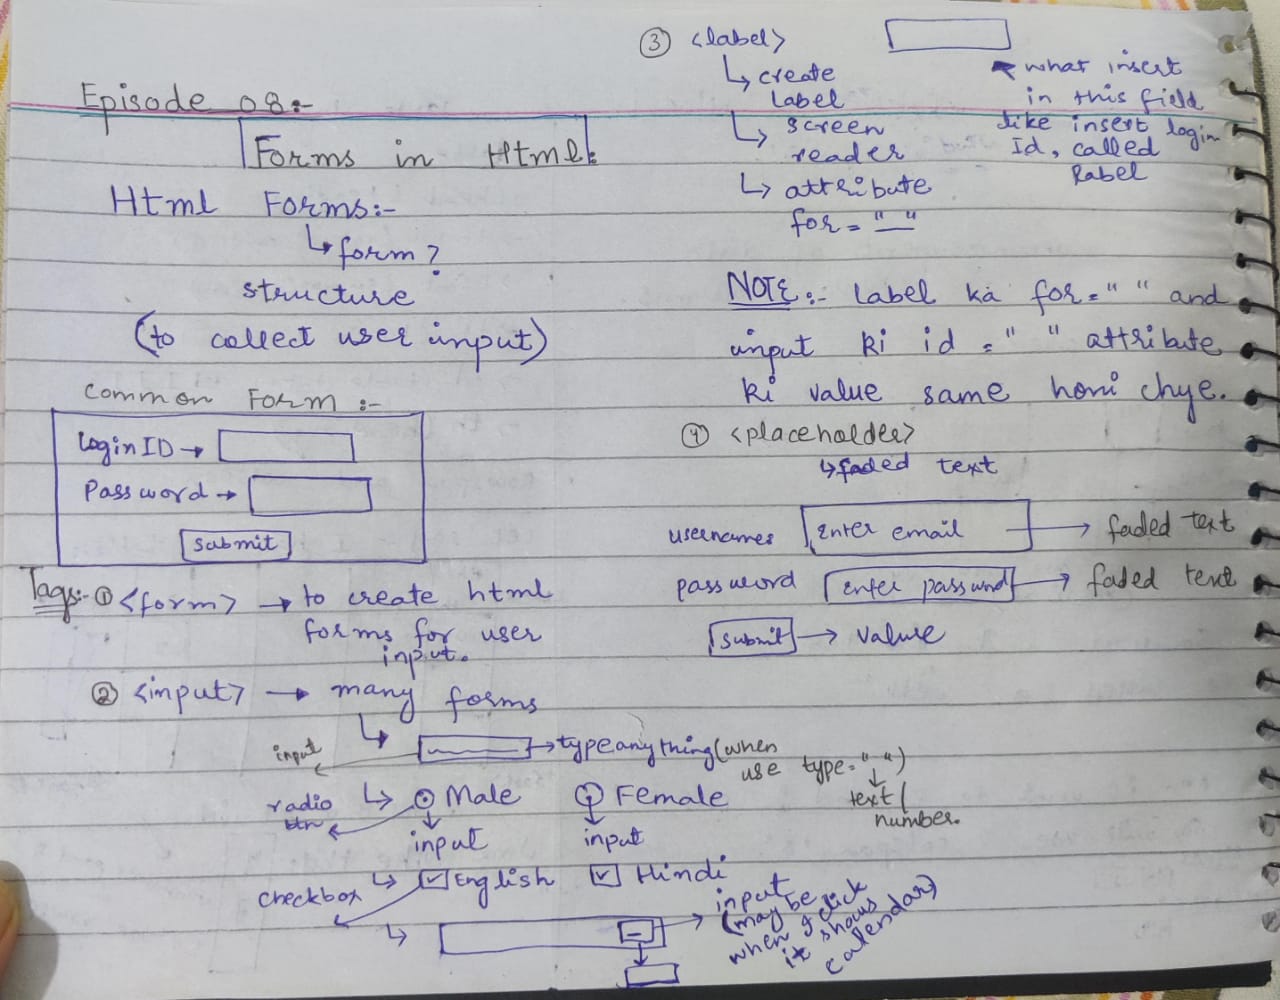 Episode 08:-
Forms in Html:
Html Forms:-
↳ form?
structure
(to collect user input)
Common Form :-
Login ID →
Password →
Submit
Tags:- ① <form> → to create html
forms for user
input.
② <input> → many forms
↳
input
→ type anything (when
use type = " ")
text /
number.
radio
btn
↳ Male
Female
input
input
checkbox
↳ English
Hindi
↳
input
(may be
when I click
it shows
calendar)
③ <label>
↳ create
Label
↳ screen
reader
↳ attribute
for = " "
what insert
in this field
like insert login
Id, called
Label
NOTE:- Label ka for = " " and
input ki id = " " attribute
ki value same honi chye.
④ <placeholder>
↳ faded text
usernames
Enter email
→ faded text
password
Enter password
→ faded text
Submit → value